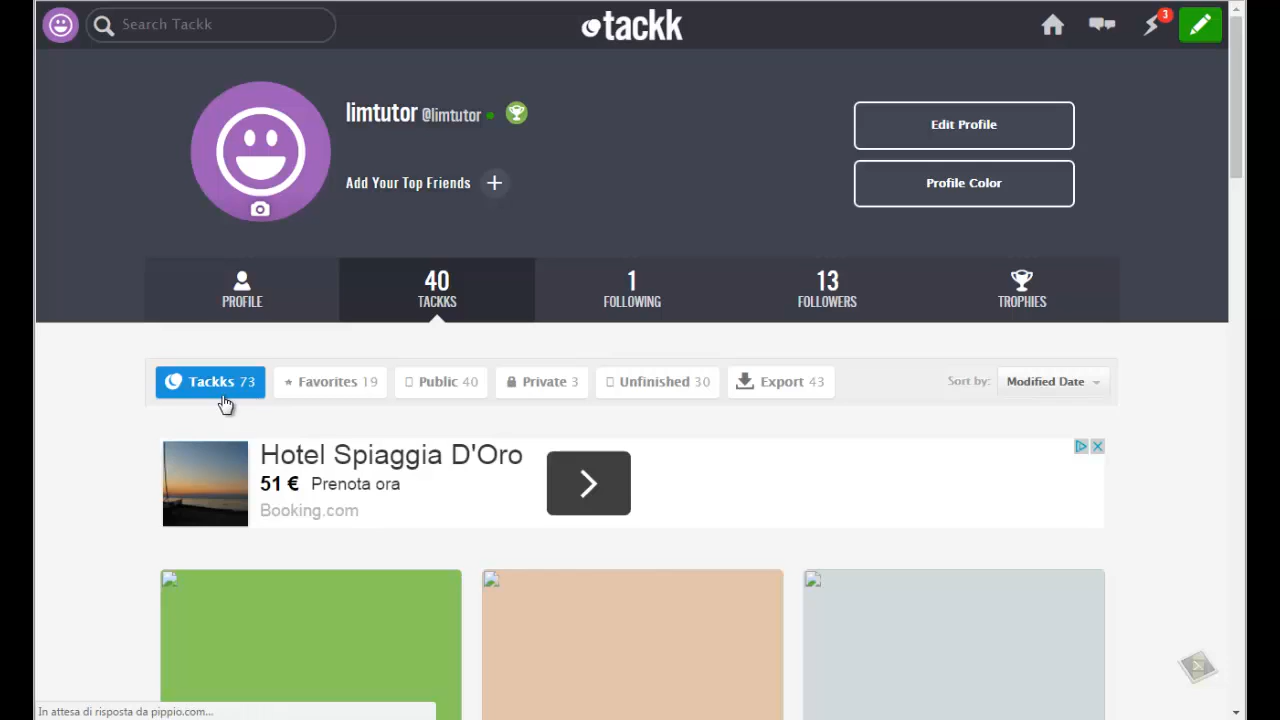 Search Tackk
tackk
3
limtutor @limtutor
Add Your Top Friends
Edit Profile
Profile Color
PROFILE
40
TACKKS
1
FOLLOWING
13
FOLLOWERS
TROPHIES
Tackks 73
Favorites 19
Public 40
Private 3
Unfinished 30
Export 43
Sort by:
Modified Date
Hotel Spiaggia D'Oro
51 € Prenota ora
Booking.com
In attesa di risposta da pippio.com...